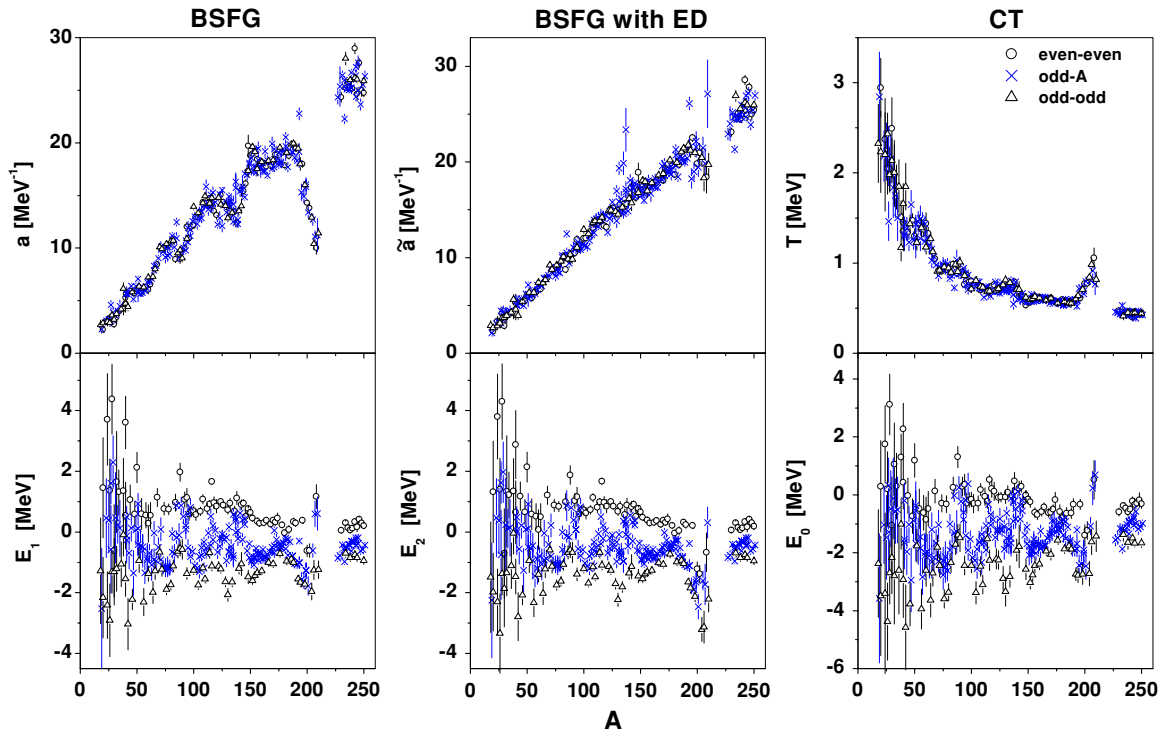 BSFG
BSFG with ED
CT
a [MeV⁻¹]
30
20
10
0
ã [MeV⁻¹]
30
20
10
0
T [MeV]
3
2
1
0
even-even
odd-A
odd-odd
E₁ [MeV]
4
2
0
-2
-4
0 50 100 150 200 250
E₂ [MeV]
4
2
0
-2
-4
0 50 100 150 200 250
E₀ [MeV]
4
2
0
-2
-4
-6
0 50 100 150 200 250
A